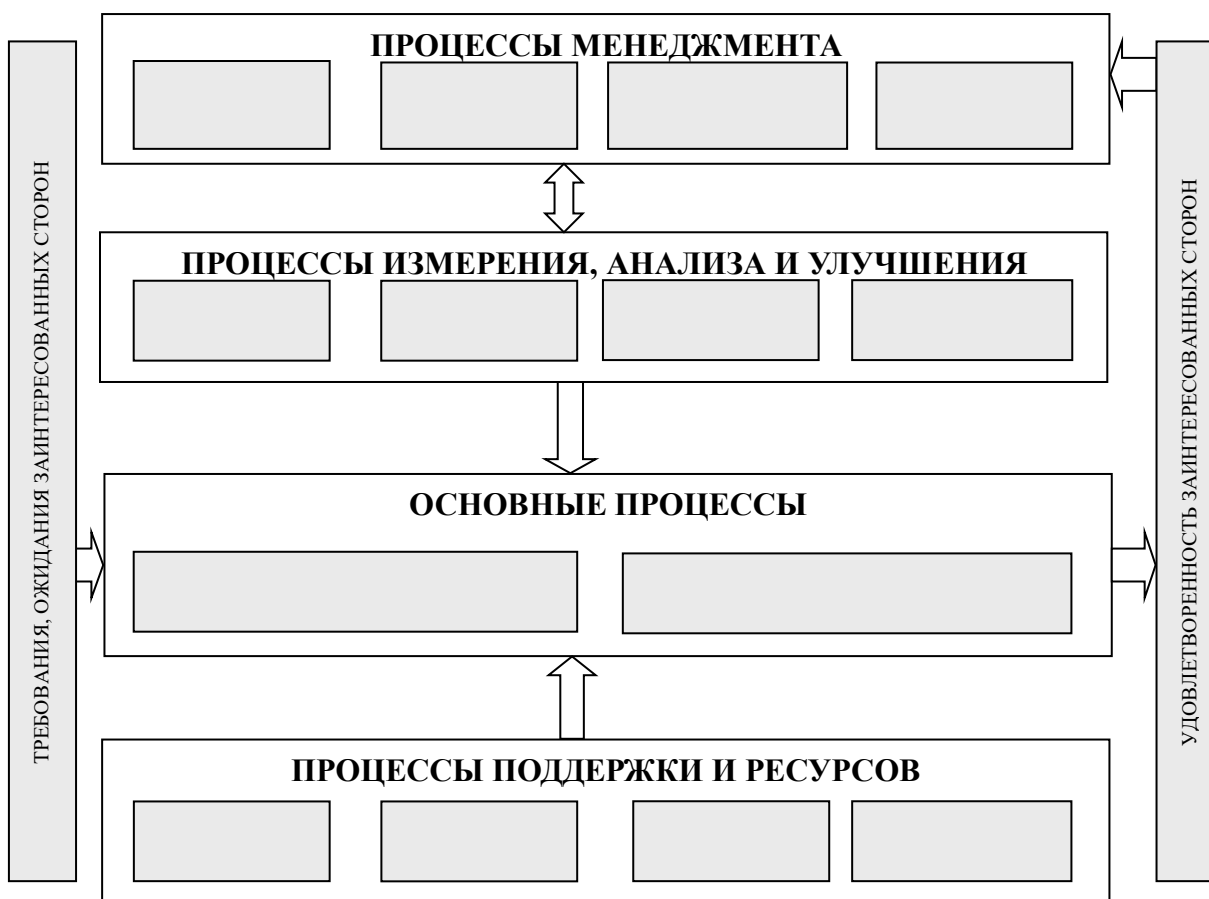 ПРОЦЕССЫ МЕНЕДЖМЕНТА
ТРЕБОВАНИЯ, ОЖИДАНИЯ ЗАИНТЕРЕСОВАННЫХ СТОРОН
УДОВЛЕТВОРЕННОСТЬ ЗАИНТЕРЕСОВАННЫХ СТОРОН
ПРОЦЕССЫ ИЗМЕРЕНИЯ, АНАЛИЗА И УЛУЧШЕНИЯ
ОСНОВНЫЕ ПРОЦЕССЫ
ПРОЦЕССЫ ПОДДЕРЖКИ И РЕСУРСОВ